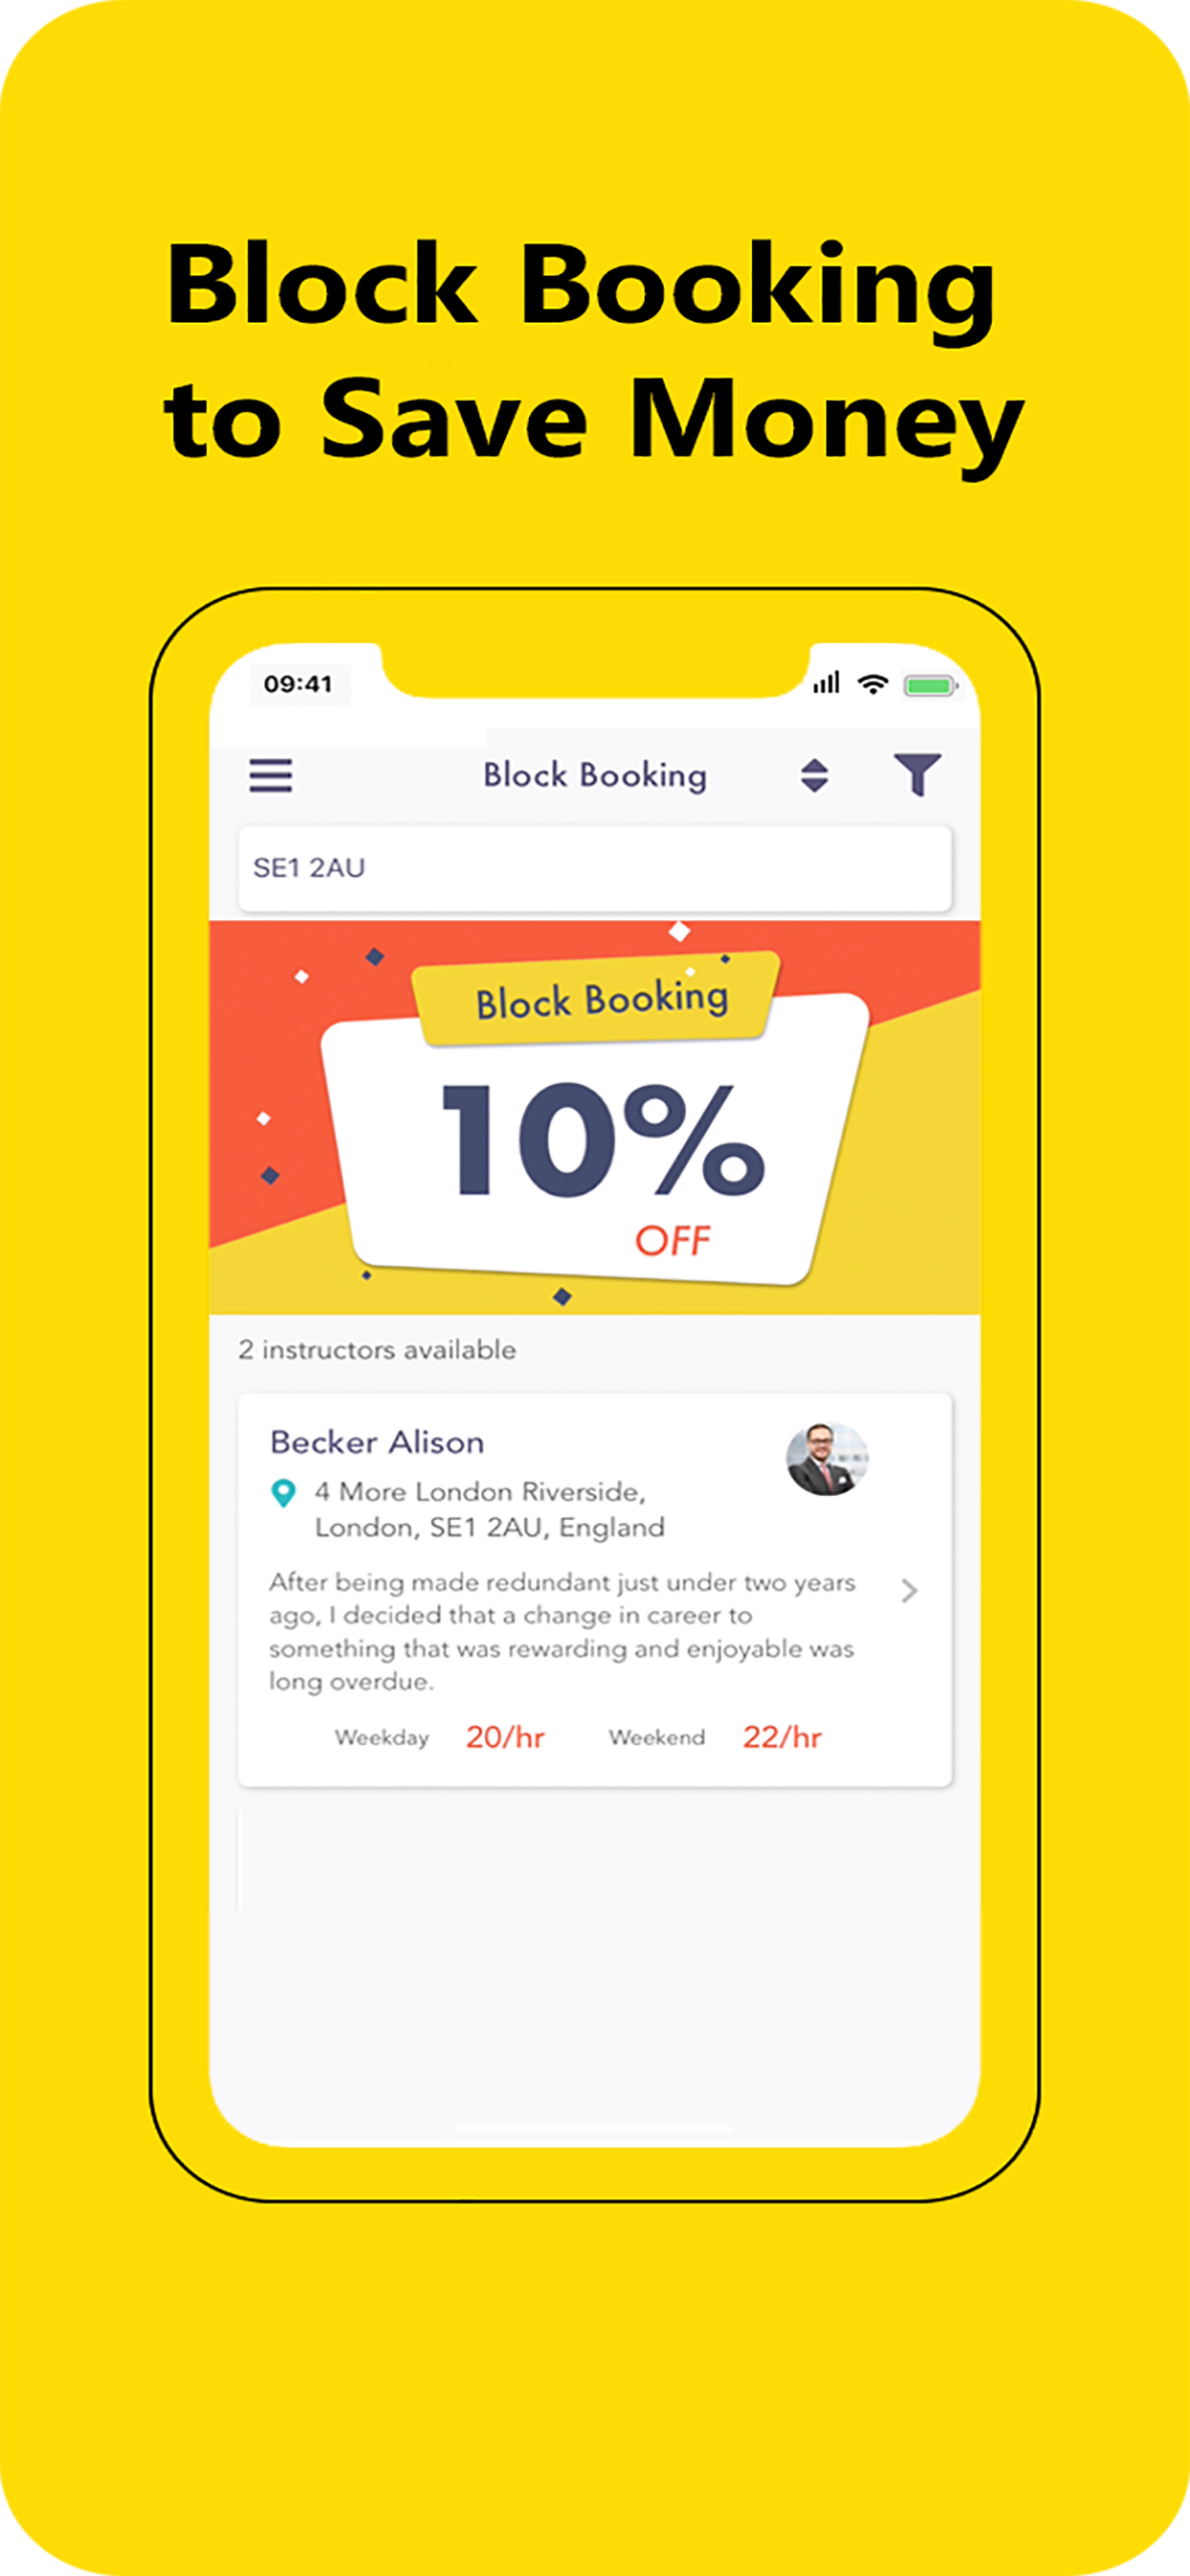 Block Booking
to Save Money
09:41
Block Booking
SE1 2AU
Block Booking
10%
OFF
2 instructors available
Becker Alison
4 More London Riverside,
London, SE1 2AU, England
After being made redundant just under two years
ago, I decided that a change in career to
something that was rewarding and enjoyable was
long overdue.
Weekday 20/hr Weekend 22/hr